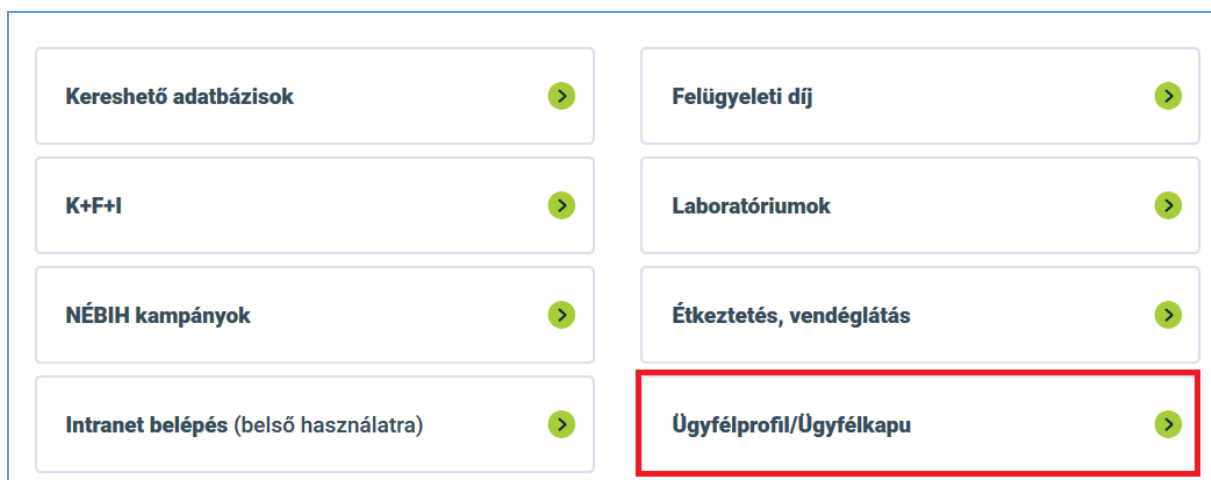 Kereshető adatbázisok
Felügyeleti díj
K+F+I
Laboratóriumok
NÉBIH kampányok
Étkeztetés, vendéglátás
Intranet belépés (belső használatra)
Ügyfélprofil/Ügyfélkapu